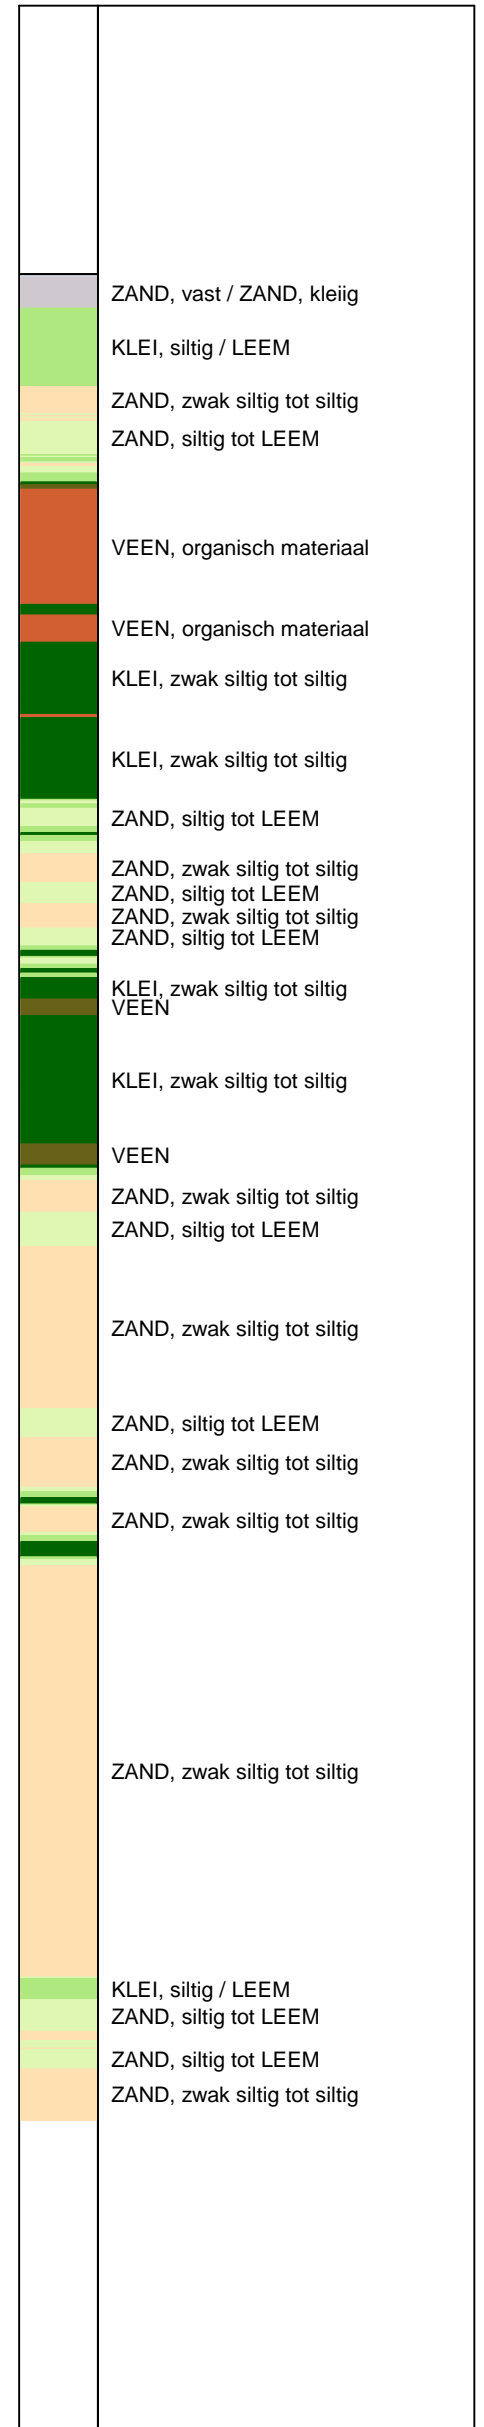 ZAND, vast / ZAND, kleiig
KLEI, siltig / LEEM
ZAND, zwak siltig tot siltig
ZAND, siltig tot LEEM
VEEN, organisch materiaal
VEEN, organisch materiaal
KLEI, zwak siltig tot siltig
KLEI, zwak siltig tot siltig
ZAND, siltig tot LEEM
ZAND, zwak siltig tot siltig
ZAND, siltig tot LEEM
ZAND, zwak siltig tot siltig
ZAND, siltig tot LEEM
KLEI, zwak siltig tot siltig
VEEN
KLEI, zwak siltig tot siltig
VEEN
ZAND, zwak siltig tot siltig
ZAND, siltig tot LEEM
ZAND, zwak siltig tot siltig
ZAND, siltig tot LEEM
ZAND, zwak siltig tot siltig
ZAND, zwak siltig tot siltig
ZAND, zwak siltig tot siltig
KLEI, siltig / LEEM
ZAND, siltig tot LEEM
ZAND, siltig tot LEEM
ZAND, zwak siltig tot siltig